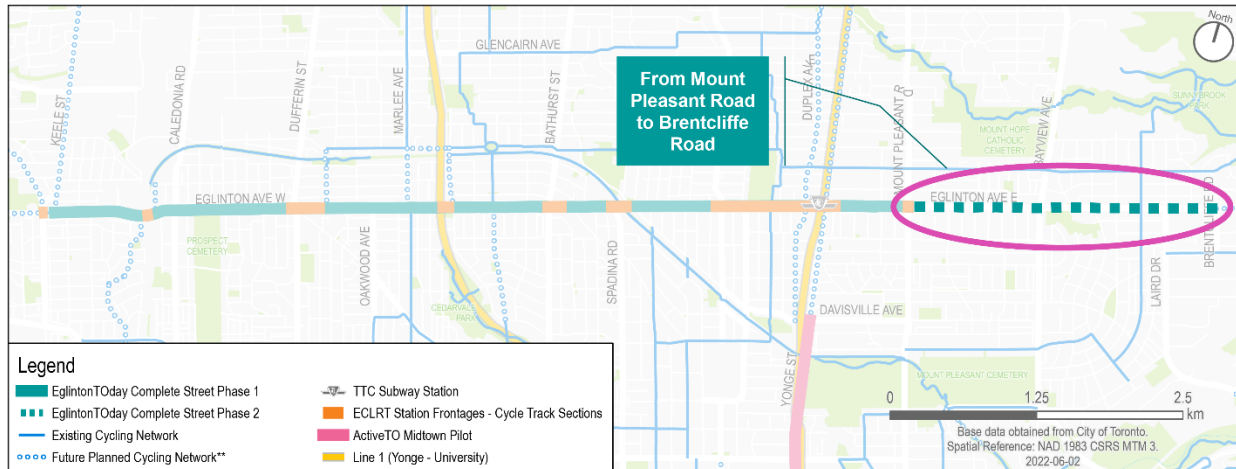 North
GLENCAIRN AVE
KEELE ST
CALEDONIA RD
DUFFERIN ST
MARLEE AVE
BATHURST ST
From Mount
Pleasant Road
to Brentcliffe
Road
MOUNT PLEASANT R
D
MOUNT HOPE
CATHOLIC
CEMETERY
BAYVIEW AVE
SUNNYBROOK
PARK
EGLINTON AVE W
EGLINTON AVE E
PROSPECT
CEMETERY
OAKWOOD AVE
CEDARVALE
PARK
SPADINA RD
YONGE ST
DAVISVILLE AVE
LAIRD DR
BRENTCLIFFE RD
MOUNT PLEASANT CEMETERY
Legend
EglintonTOday Complete Street Phase 1
EglintonTOday Complete Street Phase 2
Existing Cycling Network
Future Planned Cycling Network**
TTC Subway Station
ECLRT Station Frontages - Cycle Track Sections
ActiveTO Midtown Pilot
Line 1 (Yonge - University)
0 1.25 2.5
km
Base data obtained from City of Toronto.
Spatial Reference: NAD 1983 CSRS MTM 3.
2022-06-02